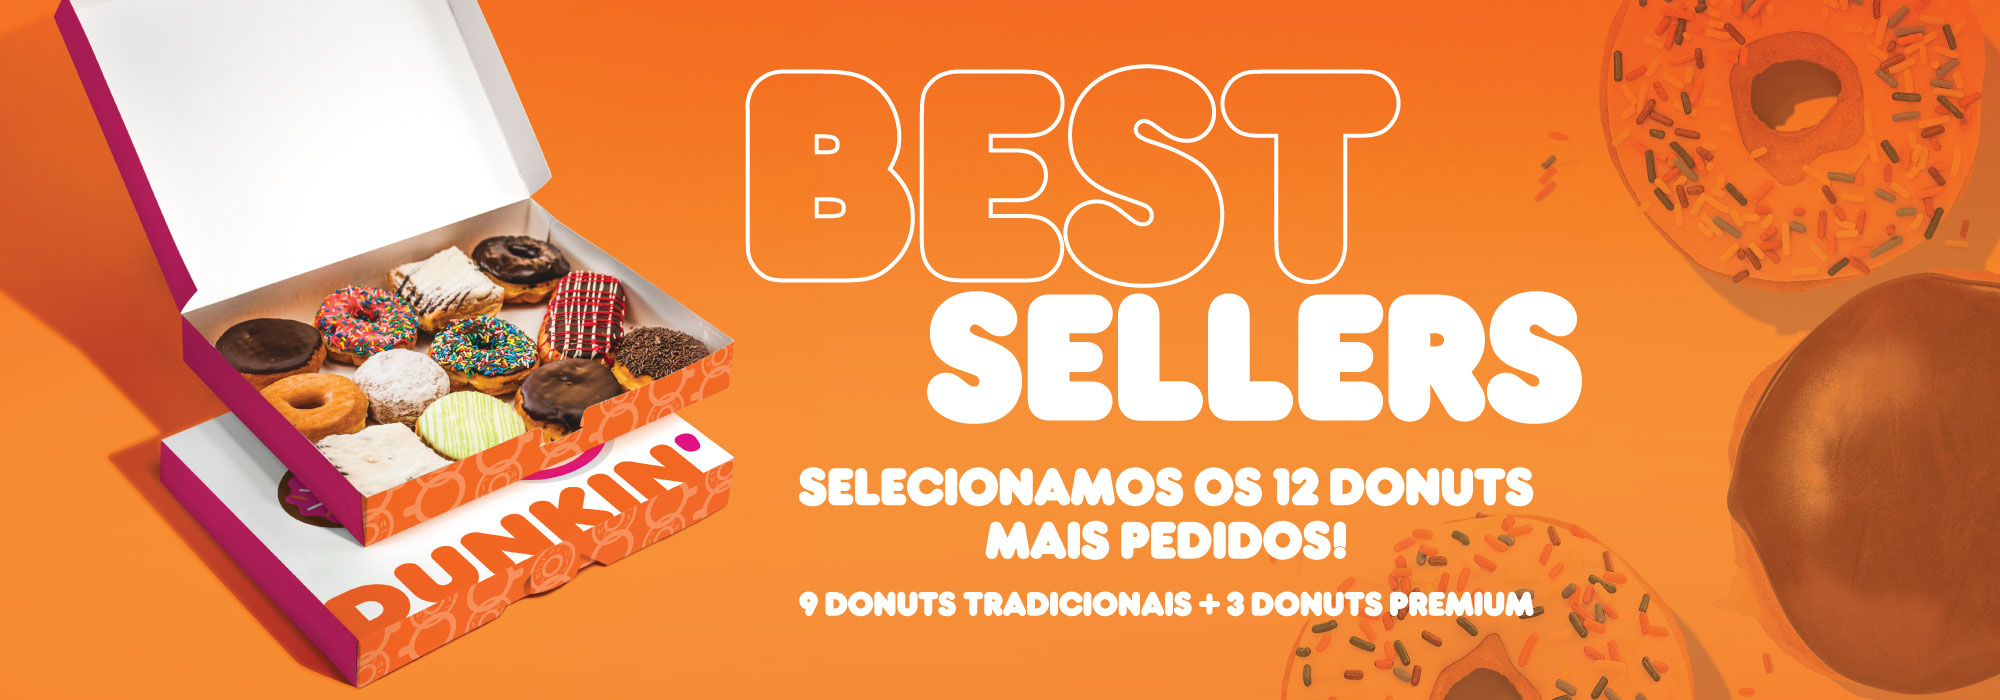 BEST
SELLERS
SELECIONAMOS OS 12 DONUTS
MAIS PEDIDOS!
9 DONUTS TRADICIONAIS + 3 DONUTS PREMIUM
DUNKIN'